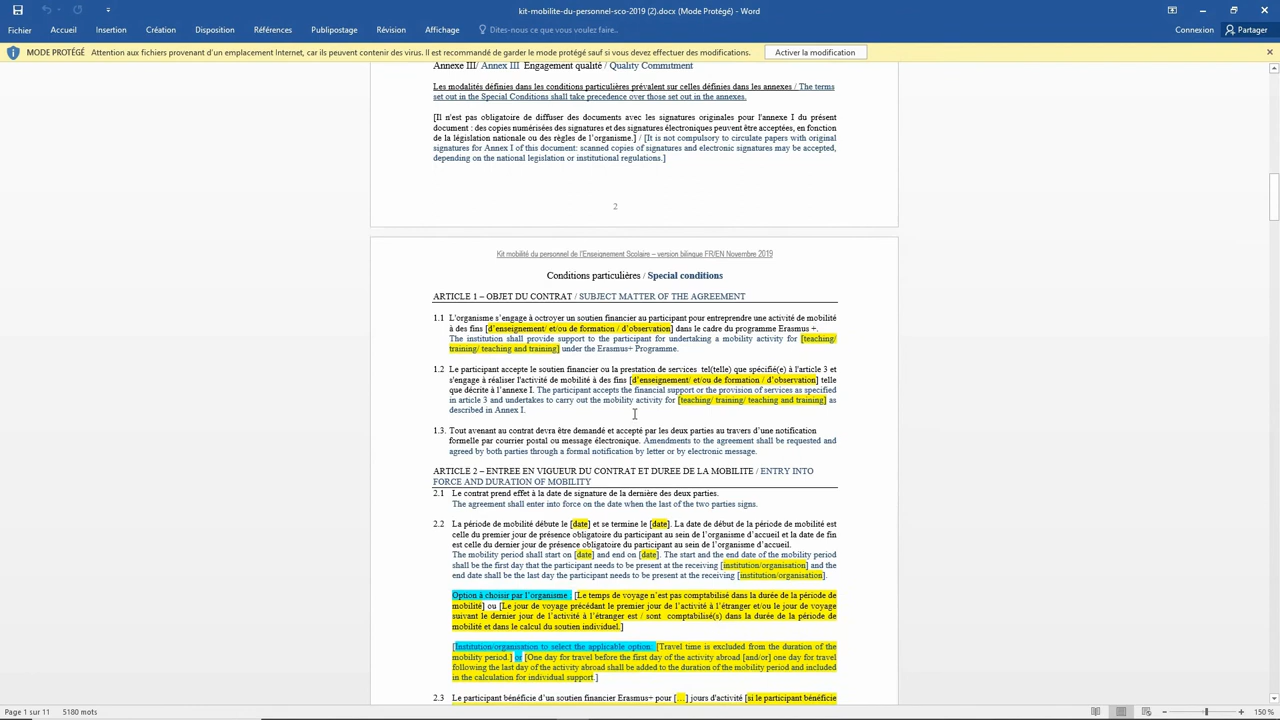 kit-mobilite-du-personnel-sco-2019 (2).docx (Mode Protégé) - Word
Fichier Accueil Insertion Création Disposition Références Publipostage Révision Affichage Dites-nous ce que vous voulez faire... Connexion Partager
MODE PROTÉGÉ Attention aux fichiers provenant d'un emplacement Internet, car ils peuvent contenir des virus. Il est recommandé de garder le mode protégé sauf si vous devez effectuer des modifications. Activer la modification
Annexe III/ Annex III Engagement qualité / Quality Commitment
Les modalités définies dans les conditions particulières prévalent sur celles définies dans les annexes / The terms
set out in the Special Conditions shall take precedence over those set out in the annexes.
[Il n'est pas obligatoire de diffuser des documents avec les signatures originales pour l'annexe I du présent
document : des copies numérisées des signatures et des signatures électroniques peuvent être acceptées, en fonction
de la législation nationale ou des règles de l'organisme.] / [It is not compulsory to circulate papers with original
signatures for Annex I of this document: scanned copies of signatures and electronic signatures may be accepted,
depending on the national legislation or institutional regulations.]
2
Kit mobilité du personnel de l'Enseignement Scolaire – version bilingue FR/EN Novembre 2019
Conditions particulières / Special conditions
ARTICLE 1 – OBJET DU CONTRAT / SUBJECT MATTER OF THE AGREEMENT
1.1 L'organisme s'engage à octroyer un soutien financier au participant pour entreprendre une activité de mobilité
à des fins [d'enseignement/ et/ou de formation / d'observation] dans le cadre du programme Erasmus +.
The institution shall provide support to the participant for undertaking a mobility activity for [teaching/
training/ teaching and training] under the Erasmus+ Programme.
1.2 Le participant accepte le soutien financier ou la prestation de services tel(telle) que spécifié(e) à l'article 3 et
s'engage à réaliser l'activité de mobilité à des fins [d'enseignement/ et/ou de formation / d'observation] telle
que décrite à l'annexe I. The participant accepts the financial support or the provision of services as specified
in article 3 and undertakes to carry out the mobility activity for [teaching/ training/ teaching and training] as
described in Annex I.
1.3. Tout avenant au contrat devra être demandé et accepté par les deux parties au travers d'une notification
formelle par courrier postal ou message électronique. Amendments to the agreement shall be requested and
agreed by both parties through a formal notification by letter or by electronic message.
ARTICLE 2 – ENTREE EN VIGUEUR DU CONTRAT ET DUREE DE LA MOBILITE / ENTRY INTO
FORCE AND DURATION OF MOBILITY
2.1 Le contrat prend effet à la date de signature de la dernière des deux parties.
The agreement shall enter into force on the date when the last of the two parties signs.
2.2 La période de mobilité débute le [date] et se termine le [date]. La date de début de la période de mobilité est
celle du premier jour de présence obligatoire du participant au sein de l'organisme d'accueil et la date de fin
est celle du dernier jour de présence obligatoire du participant au sein de l'organisme d'accueil.
The mobility period shall start on [date] and end on [date]. The start and the end date of the mobility period
shall be the first day that the participant needs to be present at the receiving [institution/organisation] and the
end date shall be the last day the participant needs to be present at the receiving [institution/organisation].
Option à choisir par l'organisme : [Le temps de voyage n'est pas comptabilisé dans la durée de la période de
mobilité] ou [Le jour de voyage précédant le premier jour de l'activité à l'étranger et/ou le jour de voyage
suivant le dernier jour de l'activité à l'étranger est / sont comptabilisé(s) dans la durée de la période de
mobilité et dans le calcul du soutien individuel.]
[Institution/organisation to select the applicable option: [Travel time is excluded from the duration of the
mobility period.] or [One day for travel before the first day of the activity abroad [and/or] one day for travel
following the last day of the activity abroad shall be added to the duration of the mobility period and included
in the calculation for individual support.]
2.3 Le participant bénéficie d'un soutien financier Erasmus+ pour […] jours d'activité [si le participant bénéficie
Page 1 sur 11 5180 mots 150 %